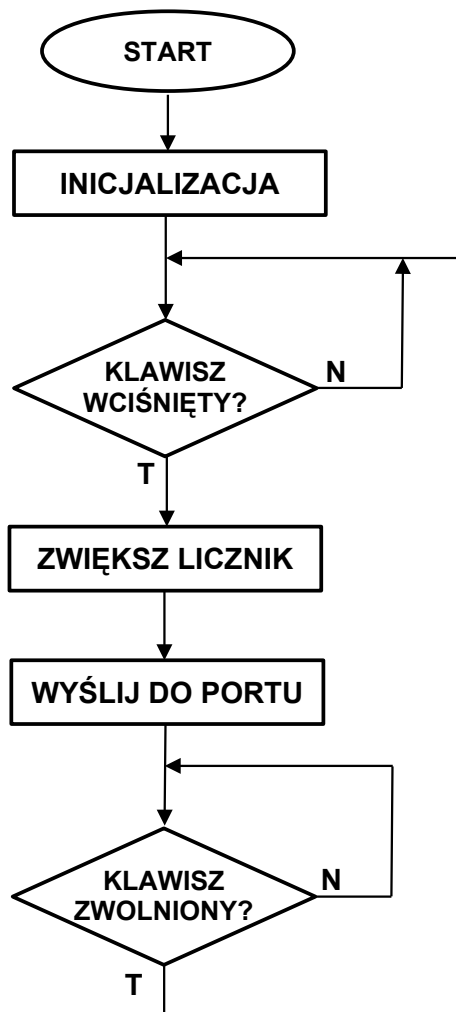 START
INICJALIZACJA
KLAWISZ
WCIŚNIĘTY?
N
T
ZWIĘKSZ LICZNIK
WYŚLIJ DO PORTU
KLAWISZ
ZWOLNIONY?
N
T